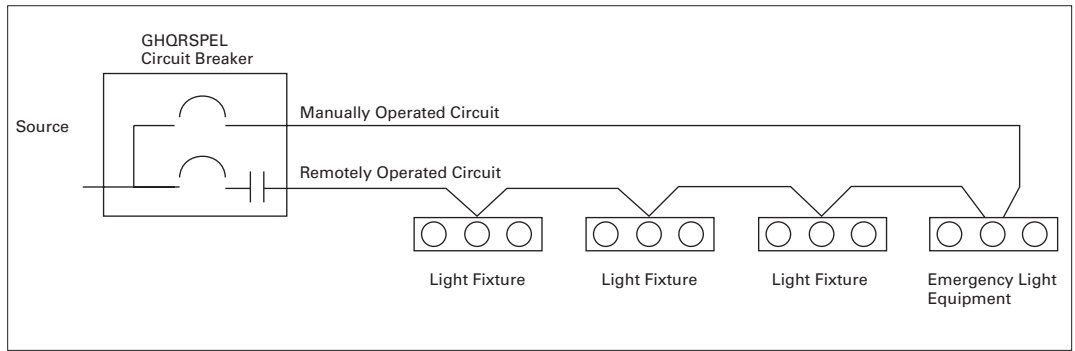 GHQRSPEL
Circuit Breaker
Source
Manually Operated Circuit
Remotely Operated Circuit
Light Fixture
Light Fixture
Light Fixture
Emergency Light
Equipment